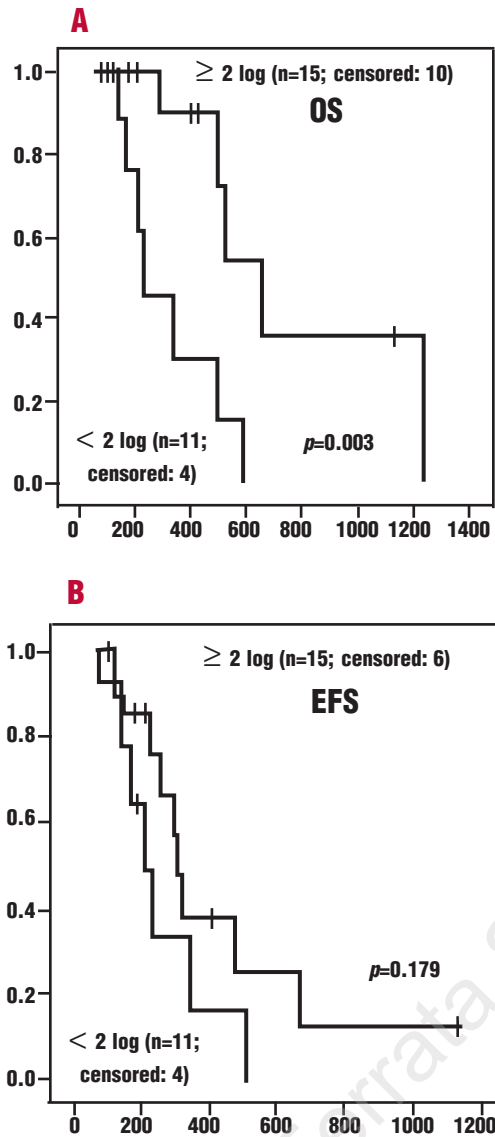 A
≥ 2 log (n=15; censored: 10)
OS
1.0
0.8
0.6
0.4
0.2
0.0
< 2 log (n=11;
censored: 4)
p=0.003
0 200 400 600 800 1000 1200 1400
B
≥ 2 log (n=15; censored: 6)
EFS
1.0
0.8
0.6
0.4
0.2
0.0
p=0.179
< 2 log (n=11;
censored: 4)
0 200 400 600 800 1000 1200